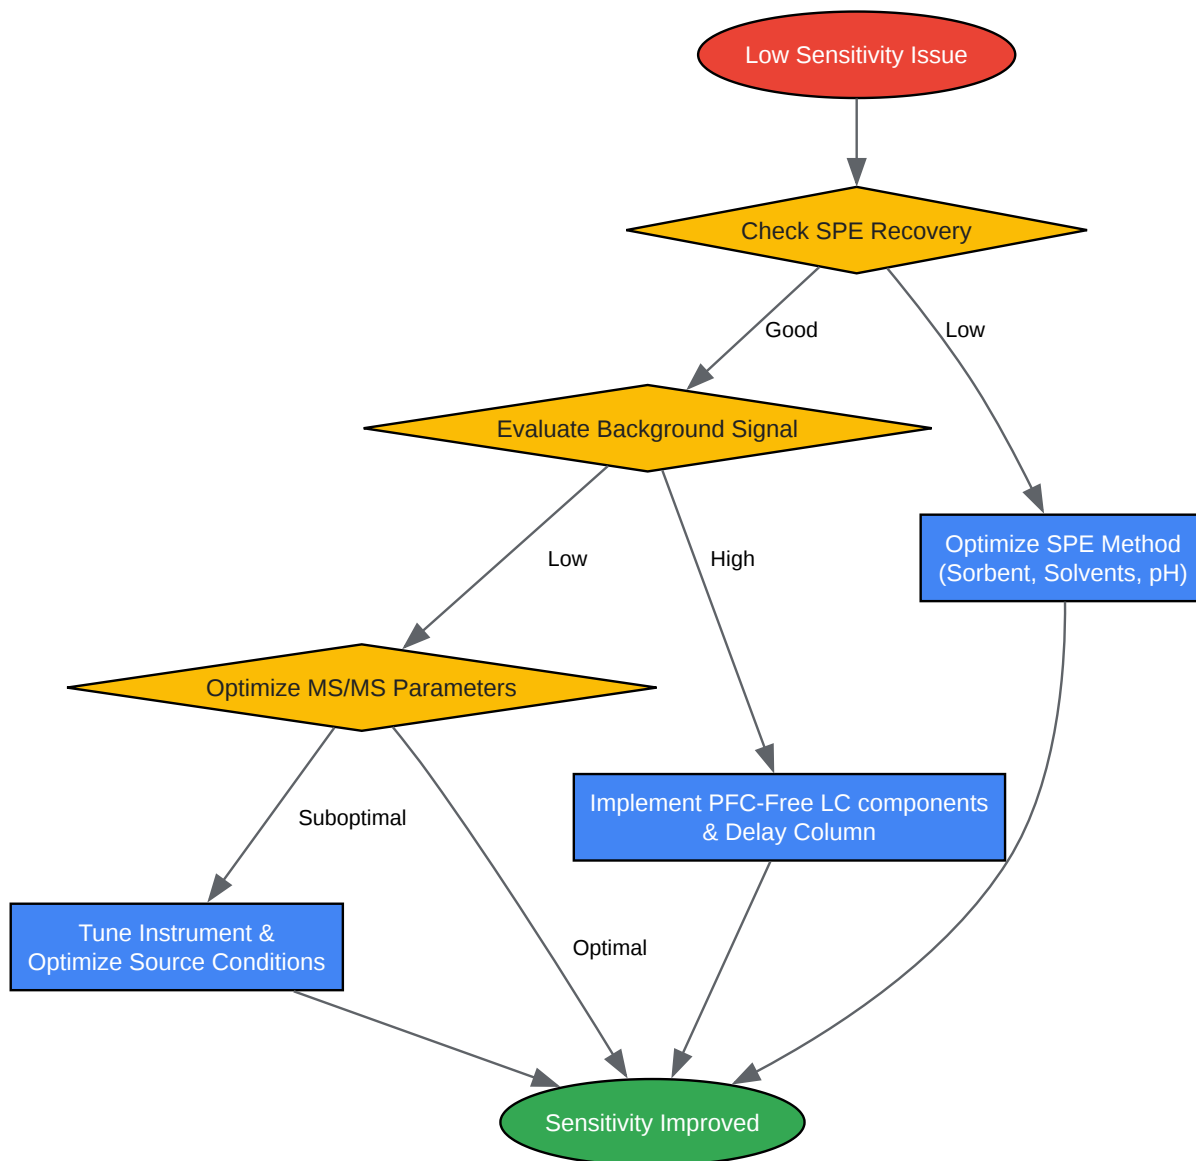 Low Sensitivity Issue
Check SPE Recovery
Good
Low
Evaluate Background Signal
Low
High
Optimize SPE Method
(Sorbent, Solvents, pH)
Optimize MS/MS Parameters
Suboptimal
Implement PFC-Free LC components
& Delay Column
Tune Instrument &
Optimize Source Conditions
Optimal
Sensitivity Improved